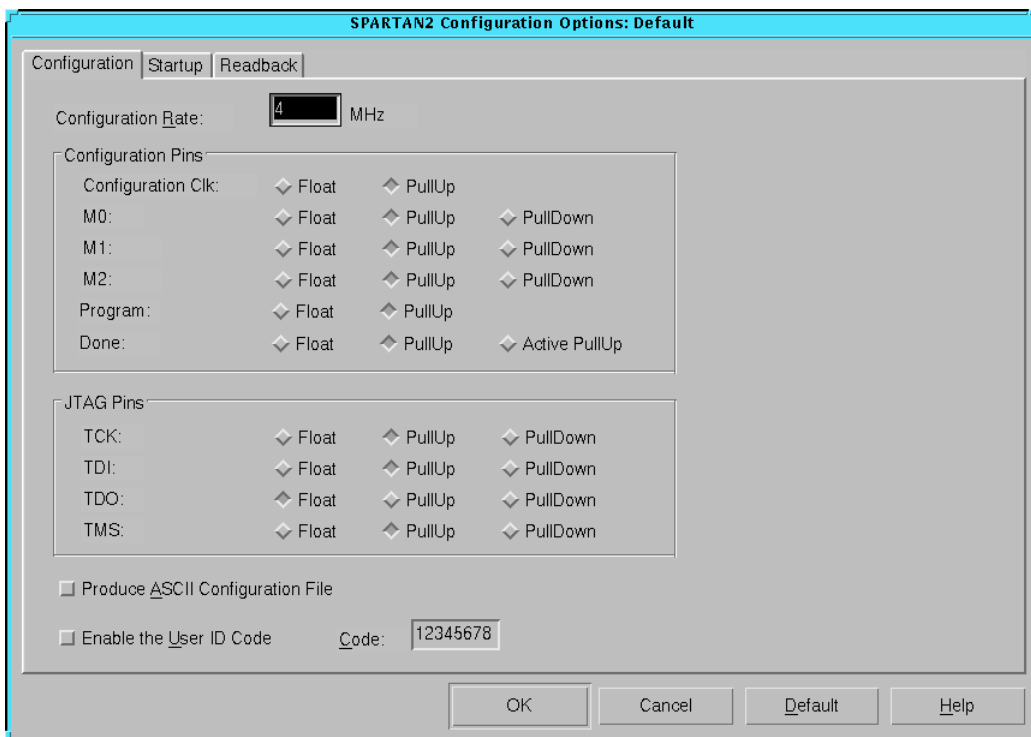 SPARTAN2 Configuration Options: Default
Configuration Startup Readback
Configuration Rate: 4 MHz
Configuration Pins
Configuration Clk: Float PullUp
M0: Float PullUp PullDown
M1: Float PullUp PullDown
M2: Float PullUp PullDown
Program: Float PullUp
Done: Float PullUp Active PullUp
JTAG Pins
TCK: Float PullUp PullDown
TDI: Float PullUp PullDown
TDO: Float PullUp PullDown
TMS: Float PullUp PullDown
Produce ASCII Configuration File
Enable the User ID Code Code: 12345678
OK Cancel Default Help